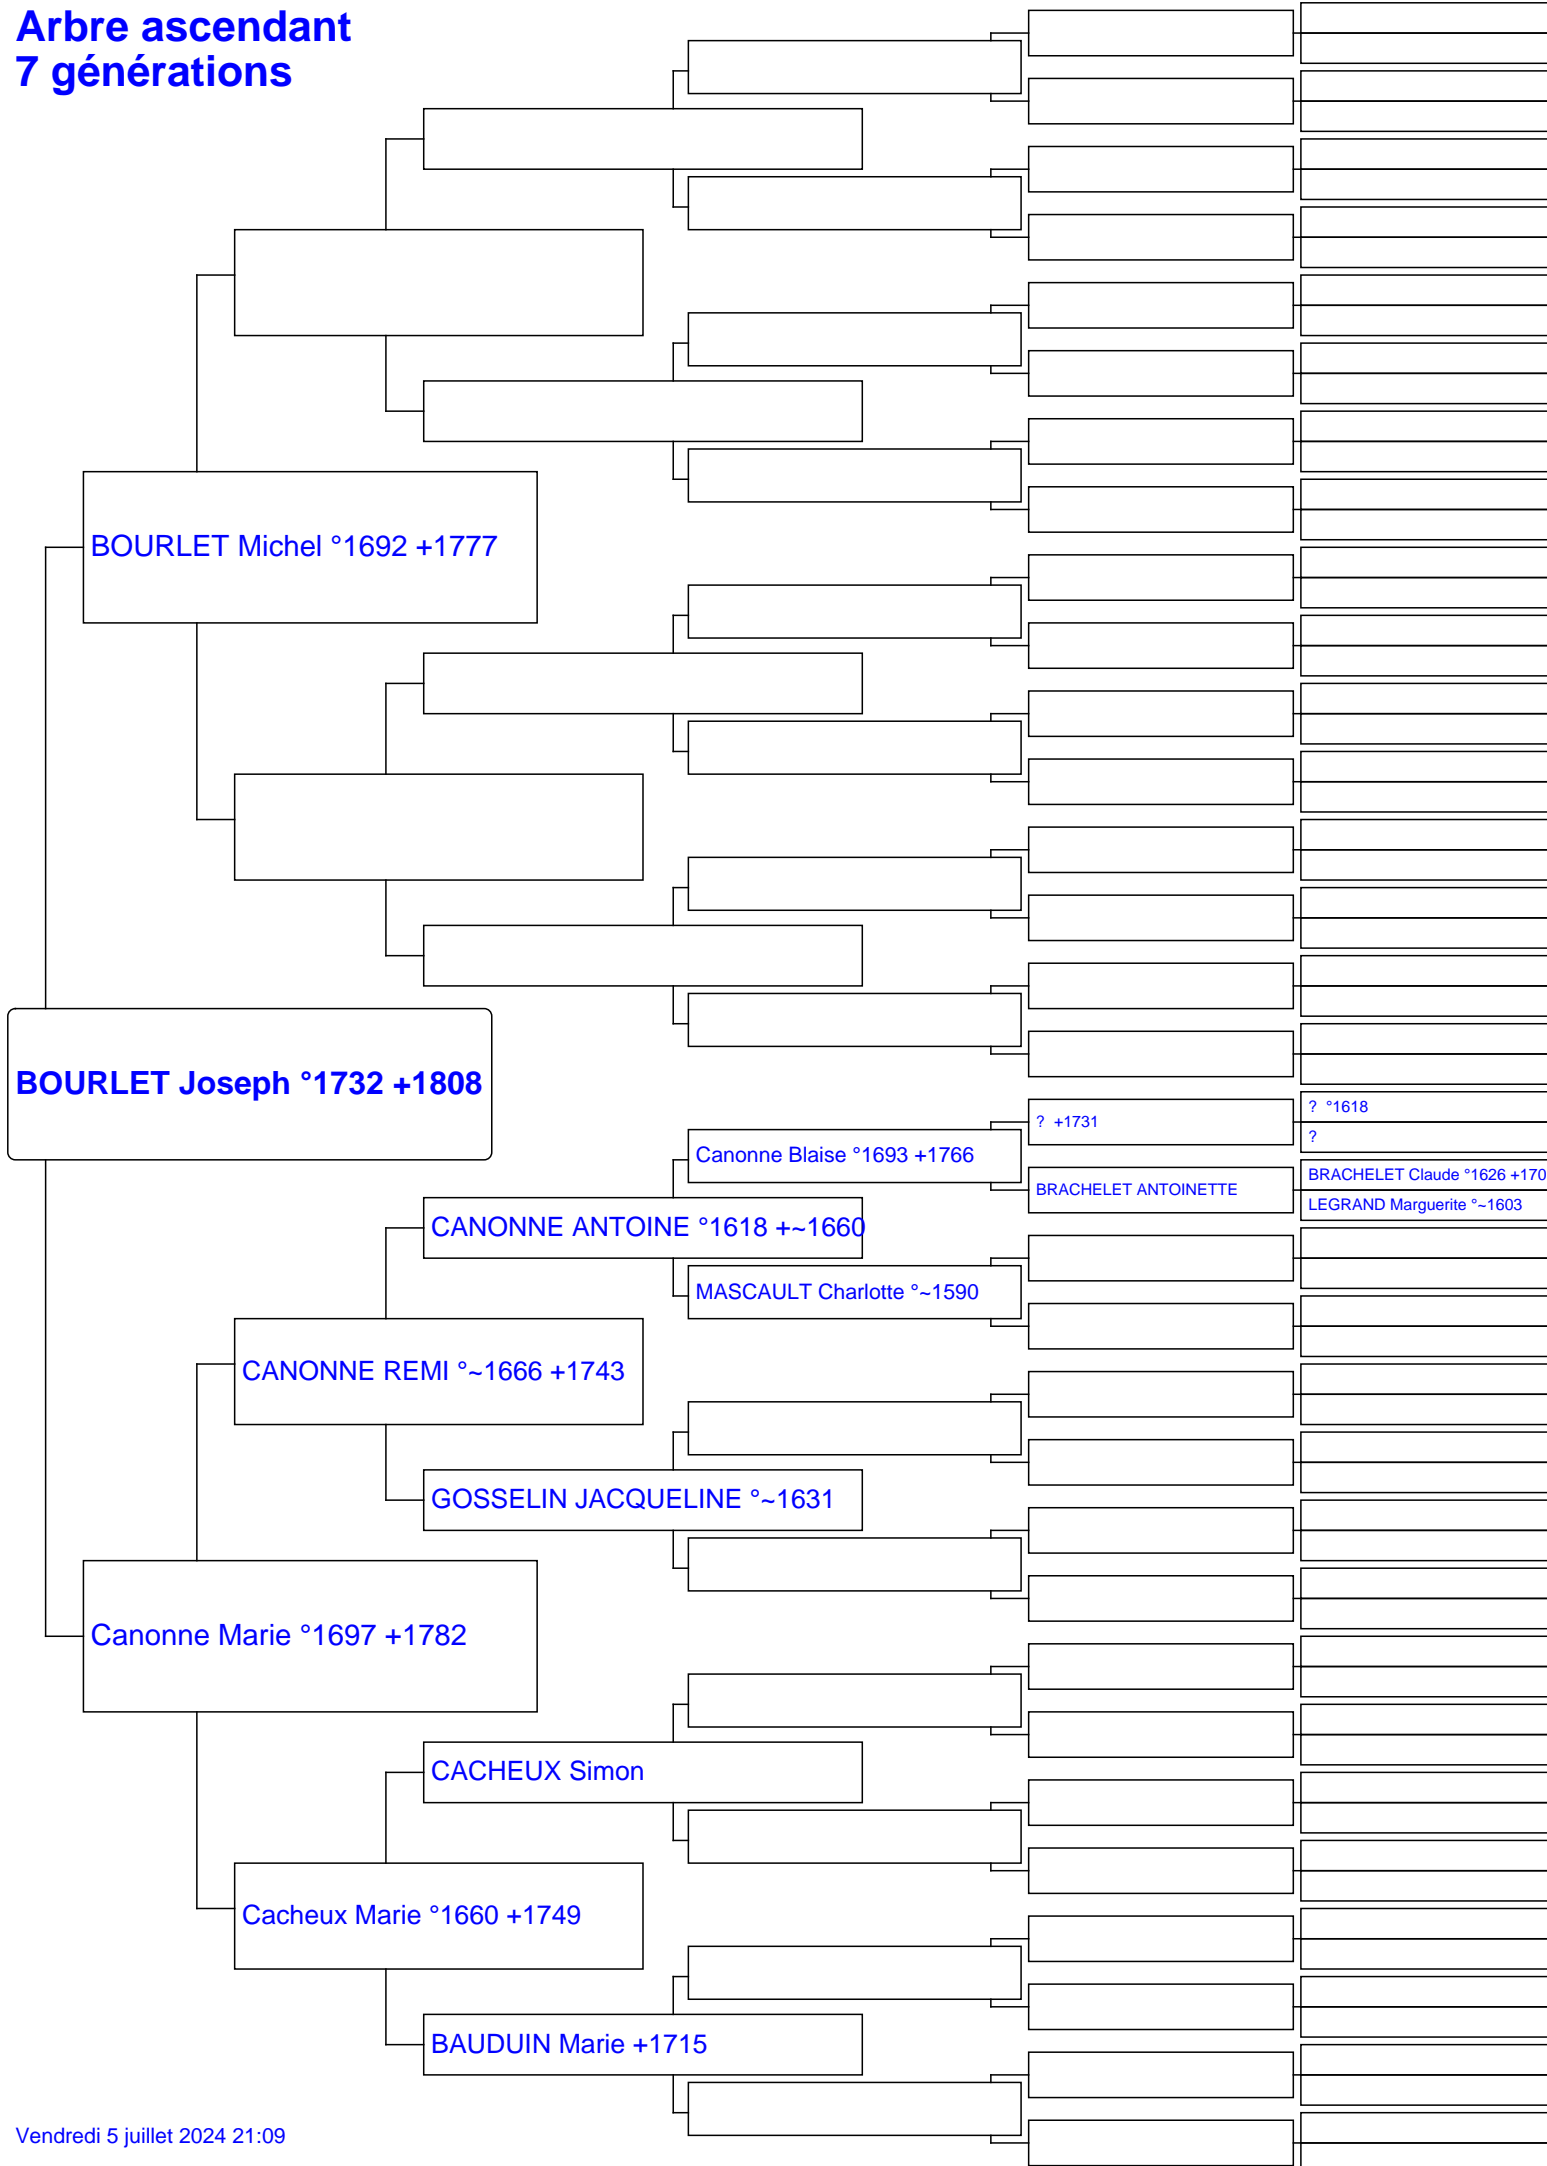 Arbre ascendant
7 générations
BOURLET Michel °1692 +1777
BOURLET Joseph °1732 +1808
? +1731
? °1618
?
Canonne Blaise °1693 +1766
BRACHELET ANTOINETTE
BRACHELET Claude °1626 +170
LEGRAND Marguerite °~1603
CANONNE ANTOINE °1618 +~1660
MASCAULT Charlotte °~1590
CANONNE REMI °~1666 +1743
GOSSELIN JACQUELINE °~1631
Canonne Marie °1697 +1782
CACHEUX Simon
Cacheux Marie °1660 +1749
BAUDUIN Marie +1715
Vendredi 5 juillet 2024 21:09